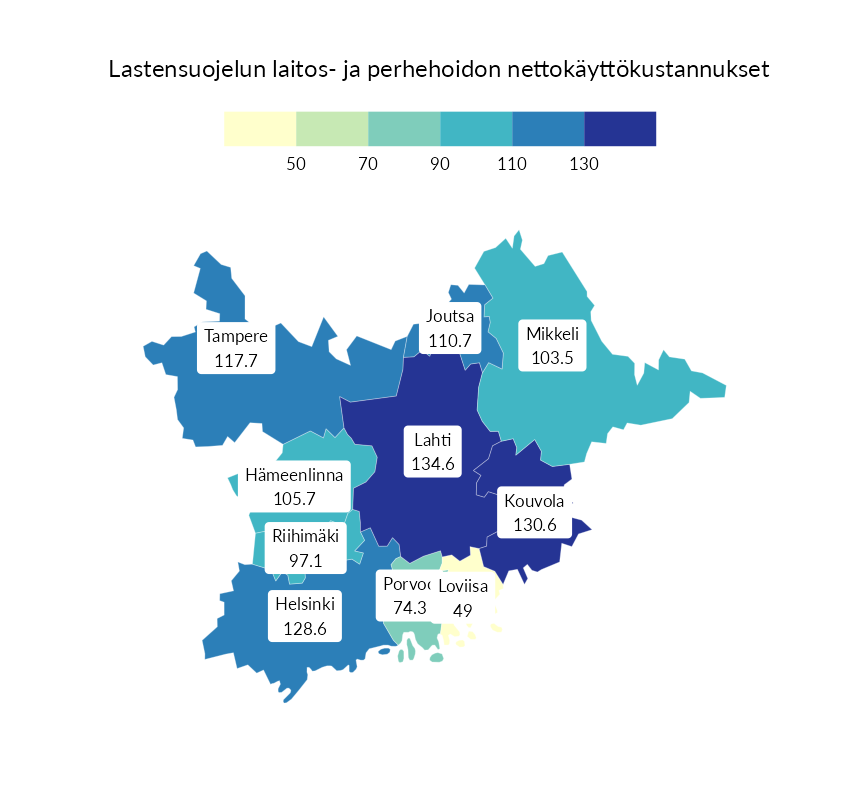 Lastensuojelun laitos- ja perhehoidon nettokäyttökustannukset
50 70 90 110 130
Joutsa
110.7
Mikkeli
103.5
Tampere
117.7
Lahti
134.6
Hämeenlinna
105.7
Kouvola
130.6
Riihimäki
97.1
Porvoo
74.3
Loviisa
49
Helsinki
128.6